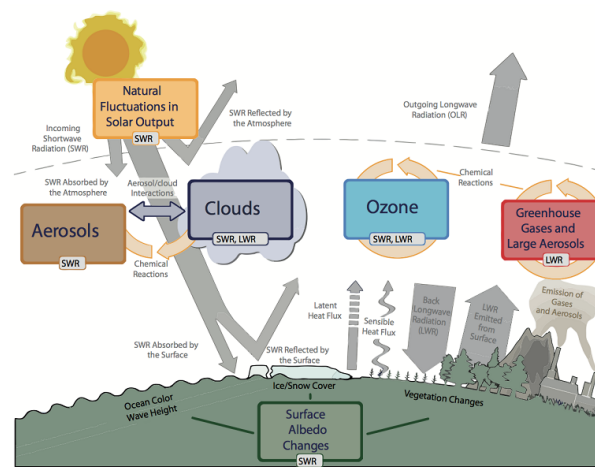 Natural
Fluctuations in
Solar Output
SWR
Incoming
Shortwave
Radiation (SWR)
SWR Reflected by
the Atmosphere
Outgoing Longwave
Radiation (OLR)
SWR Absorbed by
the Atmosphere
Aerosol/cloud
Interactions
Chemical
Reactions
Aerosols
SWR
Clouds
SWR, LWR
Ozone
SWR, LWR
Greenhouse
Gases and
Large Aerosols
LWR
Chemical
Reactions
Latent
Heat Flux
Sensible
Heat Flux
Back
Longwave
Radiation
(LWR)
LWR
Emitted
from
Surface
Emission of
Gases
and Aerosols
SWR Absorbed by
the Surface
SWR Reflected by
the Surface
Ice/Snow Cover
Ocean Color
Wave Height
Vegetation Changes
Surface
Albedo
Changes
SWR